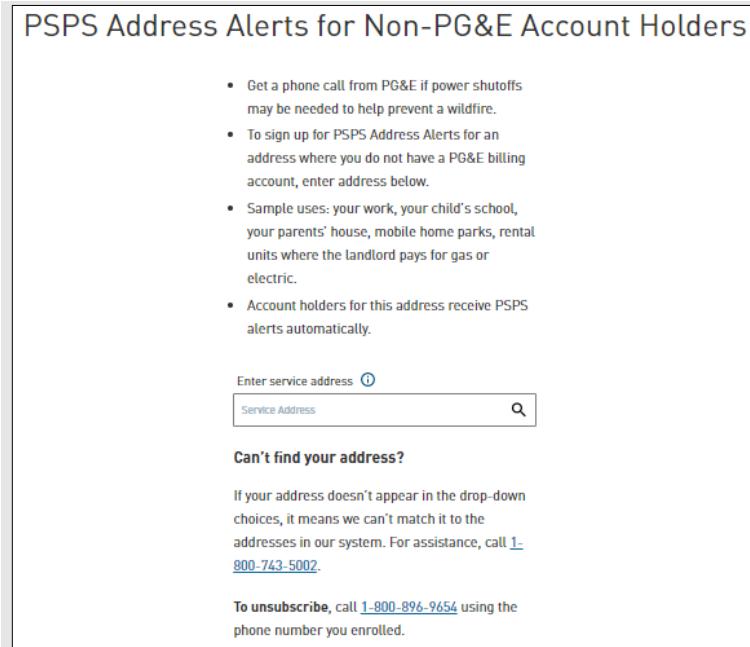 PSPS Address Alerts for Non-PG&E Account Holders
• Get a phone call from PG&E if power shutoffs
may be needed to help prevent a wildfire.
• To sign up for PSPS Address Alerts for an
address where you do not have a PG&E billing
account, enter address below.
• Sample uses: your work, your child's school,
your parents' house, mobile home parks, rental
units where the landlord pays for gas or
electric.
• Account holders for this address receive PSPS
alerts automatically.
Enter service address
Service Address
Can't find your address?
If your address doesn't appear in the drop-down
choices, it means we can't match it to the
addresses in our system. For assistance, call 1-
800-743-5002.
To unsubscribe, call 1-800-896-9654 using the
phone number you enrolled.